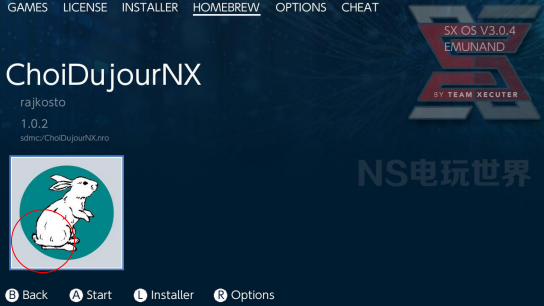 GAMES LICENSE INSTALLER HOMEBREW OPTIONS CHEAT
SX OS V3.0.4
EMUNAND
ChoiDujourNX
BY TEAM XECUTER
rajkosto
1.0.2
sdmc:/ChoiDujourNX.nro
NS电玩世界
B Back A Start L Installer R Options